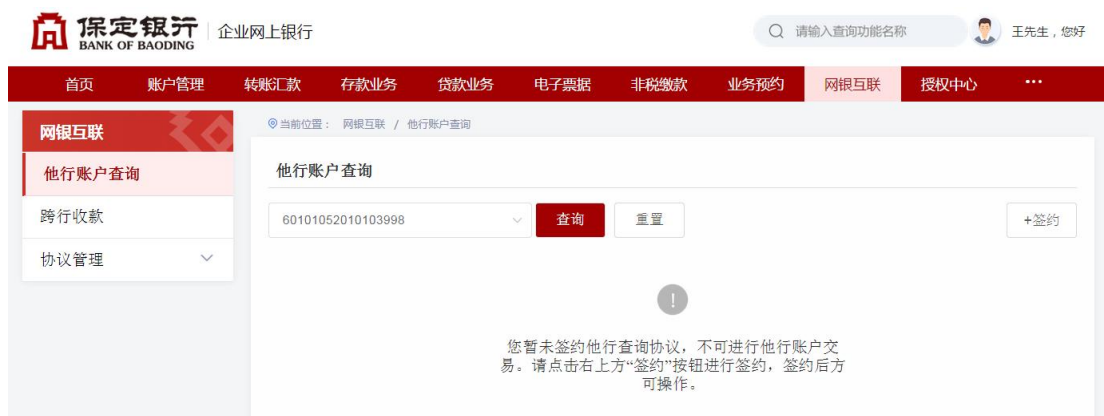 保定银行 企业网上银行
BANK OF BAODING
请输入查询功能名称
王先生，您好
首页 账户管理 转账汇款 存款业务 贷款业务 电子票据 非税缴款 业务预约 网银互联 授权中心 ···
网银互联
他行账户查询
跨行收款
协议管理
当前位置： 网银互联 / 他行账户查询
他行账户查询
60101052010103998 查询 重置 +签约
您暂未签约他行查询协议，不可进行他行账户交
易。请点击右上方“签约”按钮进行签约，签约后方
可操作。